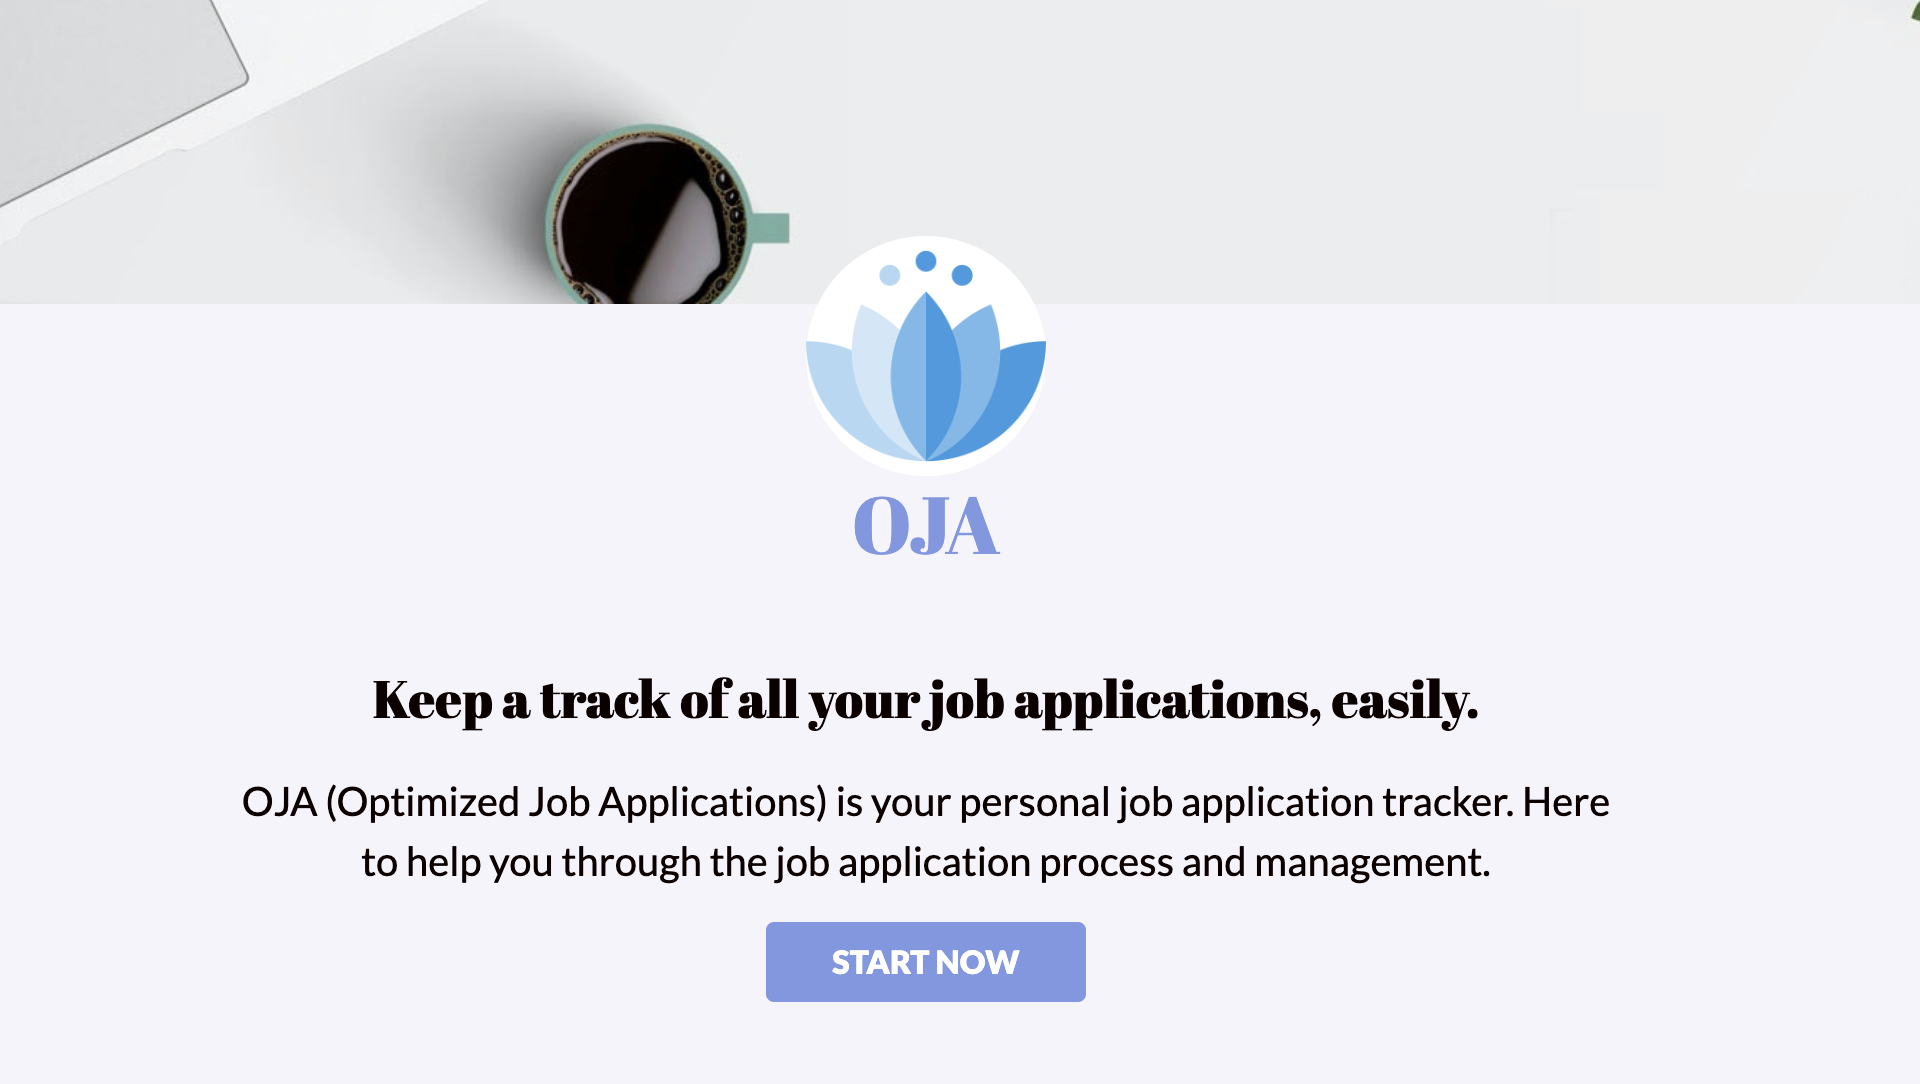 OJA
Keep a track of all your job applications, easily.
OJA (Optimized Job Applications) is your personal job application tracker. Here
to help you through the job application process and management.
START NOW